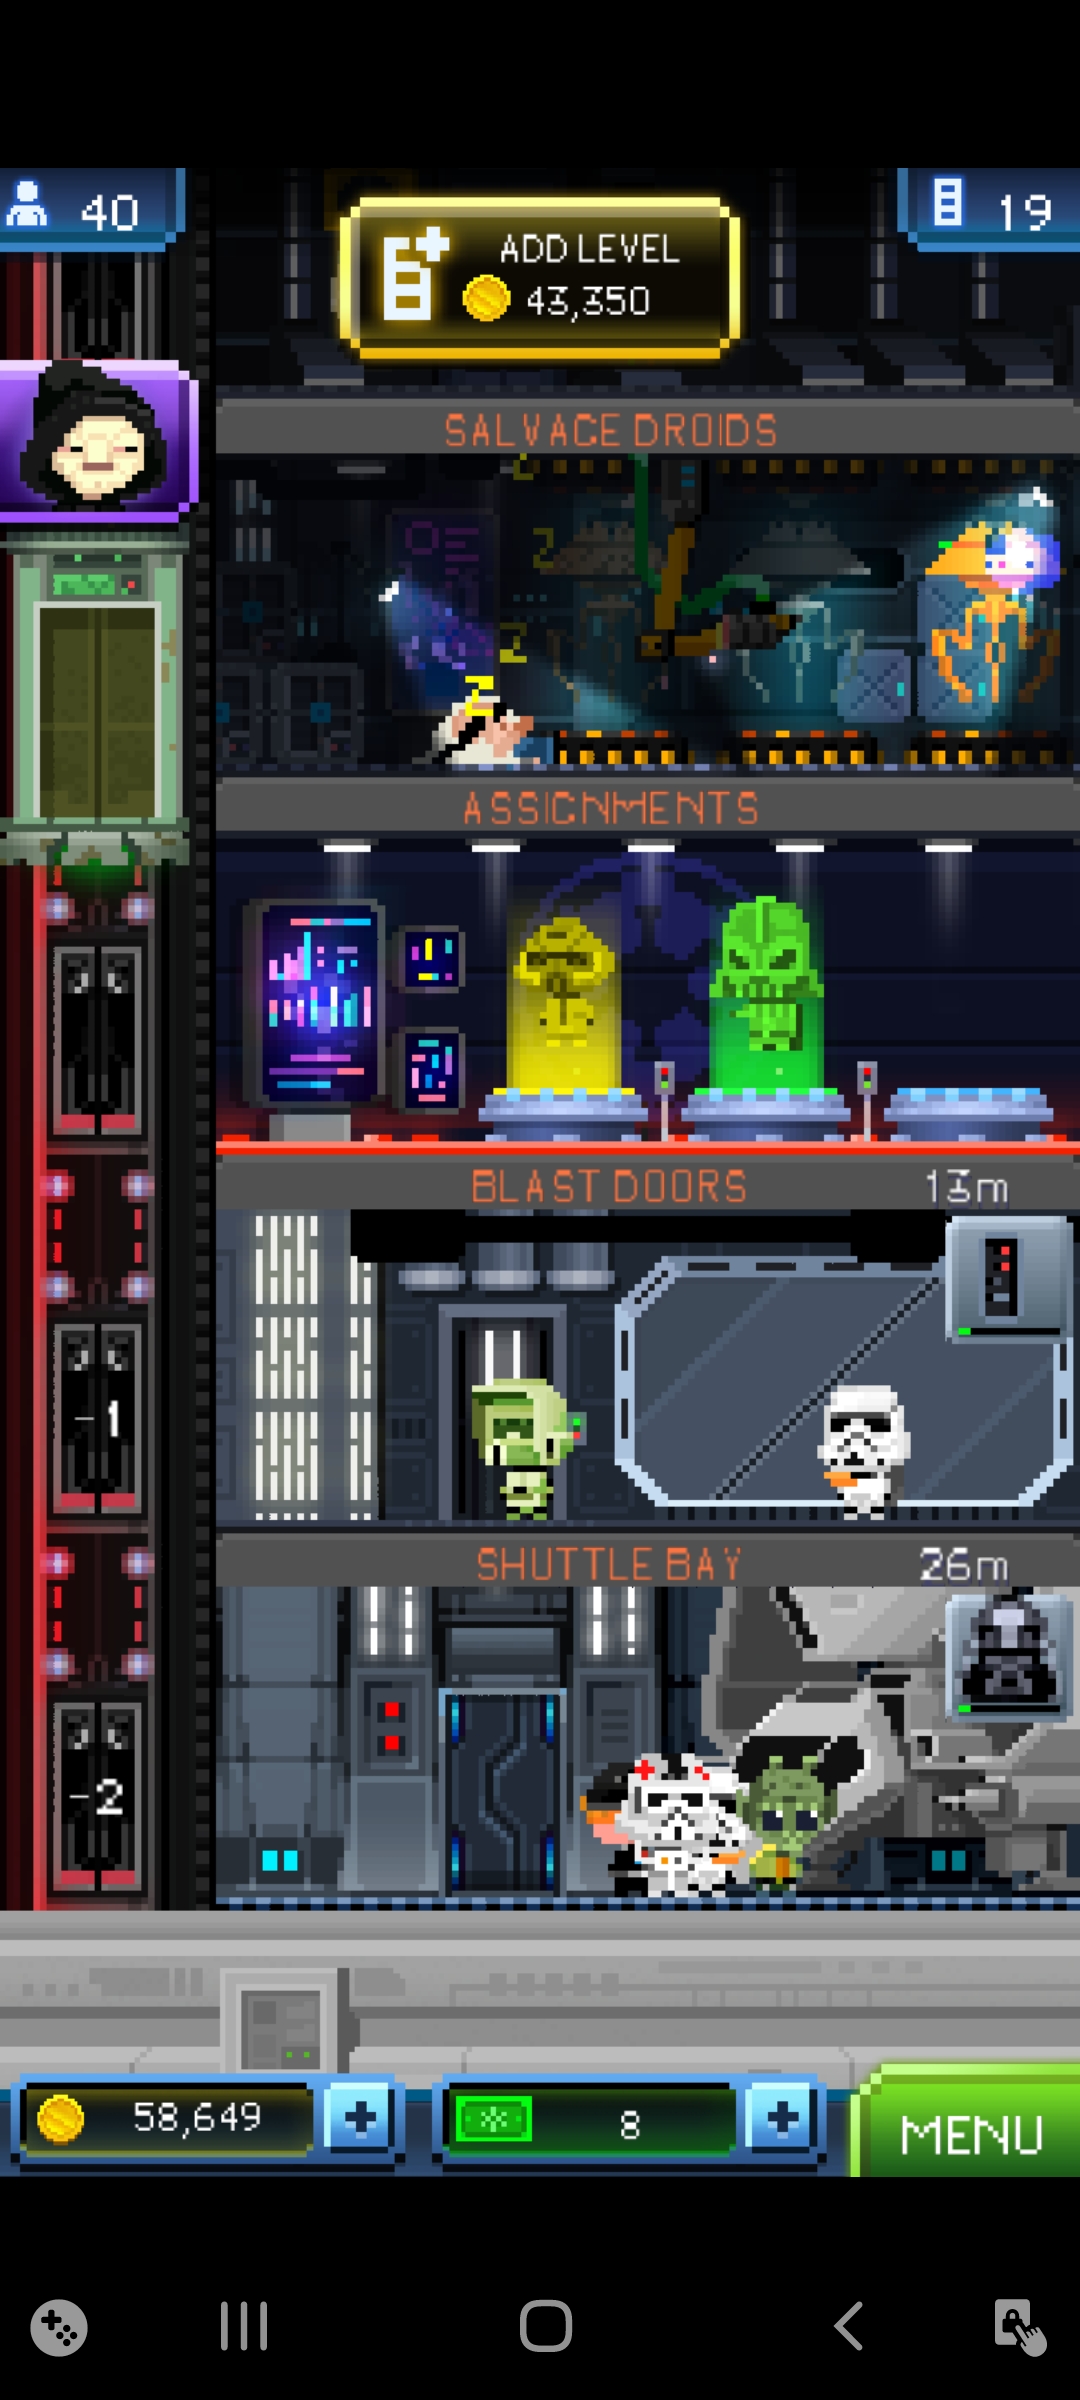 40
ADD LEVEL
43,350
19
SALVAGE DROIDS
Z
Z
Z
Z
ASSIGNMENTS
BLAST DOORS 13m
-1
SHUTTLE BAY 26m
-2
58,649
8
MENU